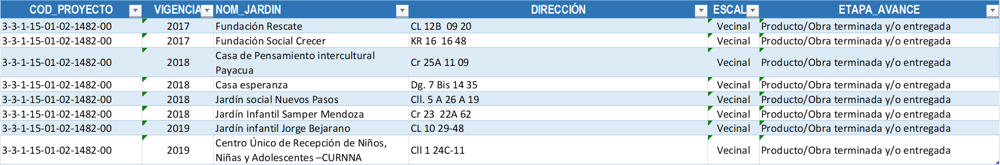 COD_PROYECTO VIGENCIA NOM_JARDIN DIRECCIÓN ESCAL ETAPA_AVANCE
3-3-1-15-01-02-1482-00 2017 Fundación Rescate CL 12B  09 20 Vecinal Producto/Obra terminada y/o entregada
3-3-1-15-01-02-1482-00 2017 Fundación Social Crecer KR 16  16 48 Vecinal Producto/Obra terminada y/o entregada
3-3-1-15-01-02-1482-00 2018 Casa de Pensamiento intercultural
Payacua Cr 25A 11 09 Vecinal Producto/Obra terminada y/o entregada
3-3-1-15-01-02-1482-00 2018 Casa esperanza Dg. 7 Bis 14 35 Vecinal Producto/Obra terminada y/o entregada
3-3-1-15-01-02-1482-00 2018 Jardín social Nuevos Pasos Cll. 5 A 26 A 19 Vecinal Producto/Obra terminada y/o entregada
3-3-1-15-01-02-1482-00 2018 Jardín Infantil Samper Mendoza Cr 23  22A 62 Vecinal Producto/Obra terminada y/o entregada
3-3-1-15-01-02-1482-00 2019 Jardín infantil Jorge Bejarano CL 10 29-48 Vecinal Producto/Obra terminada y/o entregada
3-3-1-15-01-02-1482-00 2019 Centro Único de Recepción de Niños,
Niñas y Adolescentes –CURNNA Cll 1 24C-11 Vecinal Producto/Obra terminada y/o entregada